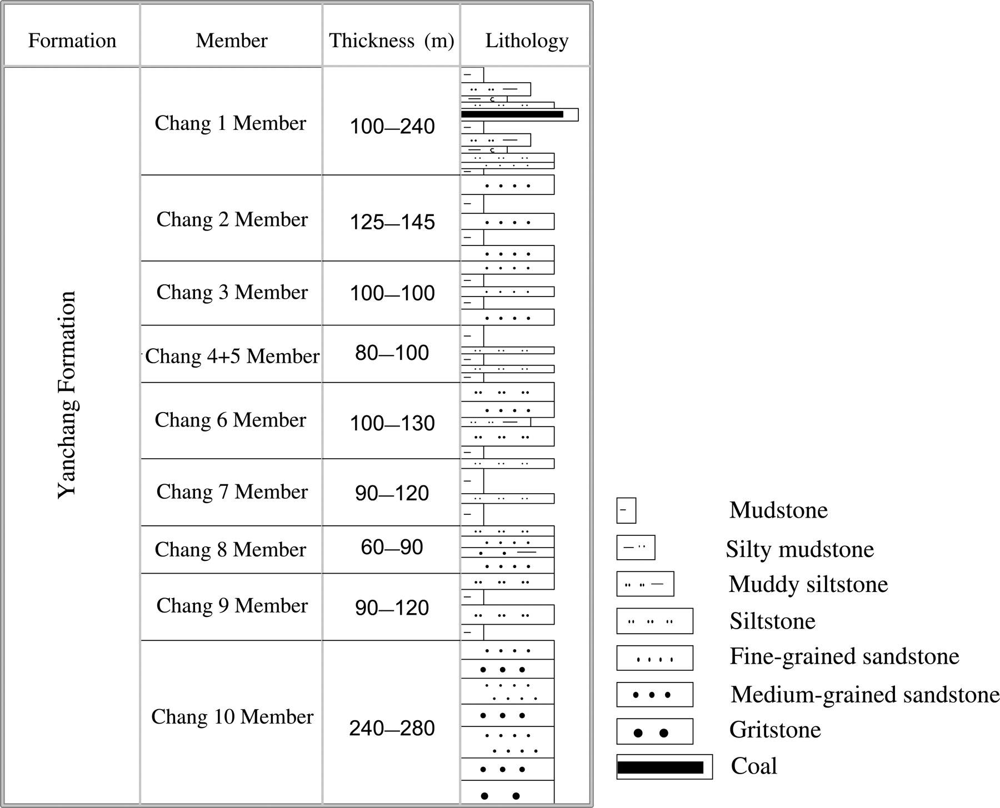 Formation Member Thickness (m) Lithology
Yanchang Formation
Chang 1 Member 100—240
Chang 2 Member 125—145
Chang 3 Member 100—100
Chang 4+5 Member 80—100
Chang 6 Member 100—130
Chang 7 Member 90—120
Chang 8 Member 60—90
Chang 9 Member 90—120
Chang 10 Member 240—280
Mudstone
Silty mudstone
Muddy siltstone
Siltstone
Fine-grained sandstone
Medium-grained sandstone
Gritstone
Coal